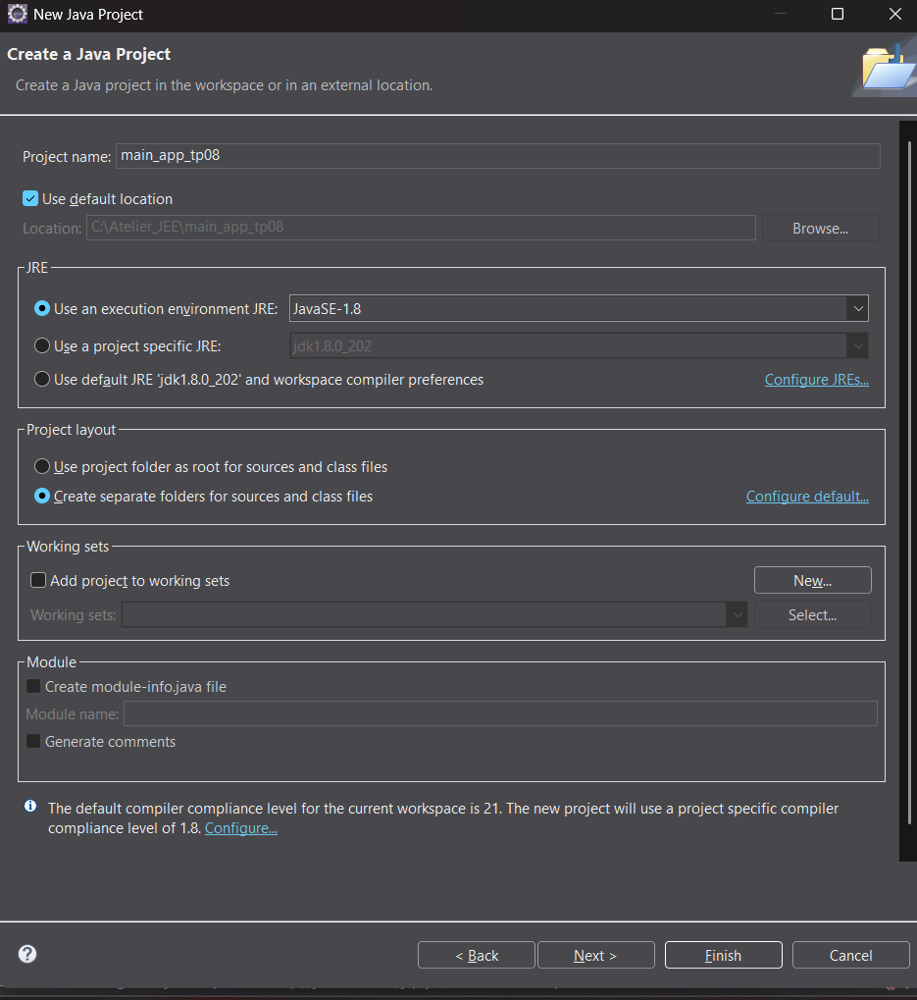 New Java Project
Create a Java Project
Create a Java project in the workspace or in an external location.
Project name: main_app_tp08
Use default location
Location: C:\Atelier_JEE\main_app_tp08 Browse...
JRE
Use an execution environment JRE: JavaSE-1.8
Use a project specific JRE: jdk1.8.0_202
Use default JRE 'jdk1.8.0_202' and workspace compiler preferences Configure JREs...
Project layout
Use project folder as root for sources and class files
Create separate folders for sources and class files Configure default...
Working sets
Add project to working sets New...
Working sets: Select...
Module
Create module-info.java file
Module name:
Generate comments
The default compiler compliance level for the current workspace is 21. The new project will use a project specific compiler
compliance level of 1.8. Configure...
< Back Next > Finish Cancel